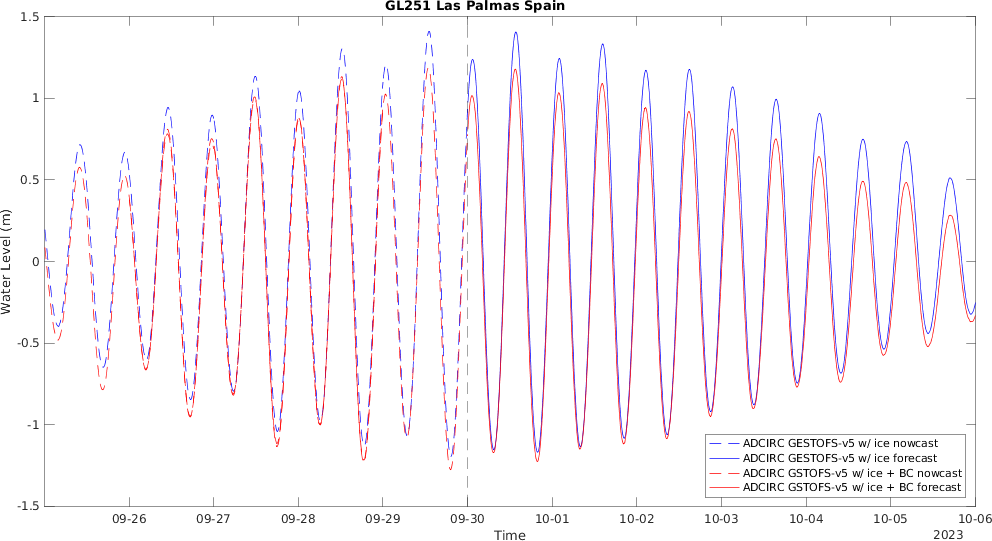 GL251 Las Palmas Spain
1.5
1
0.5
0
-0.5
-1
-1.5
Water Level (m)
ADCIRC GESTOFS-v5 w/ ice nowcast
ADCIRC GESTOFS-v5 w/ ice forecast
ADCIRC GSTOFS-v5 w/ ice + BC nowcast
ADCIRC GSTOFS-v5 w/ ice + BC forecast
09-26 09-27 09-28 09-29 09-30 10-01 10-02 10-03 10-04 10-05 10-06
Time
2023